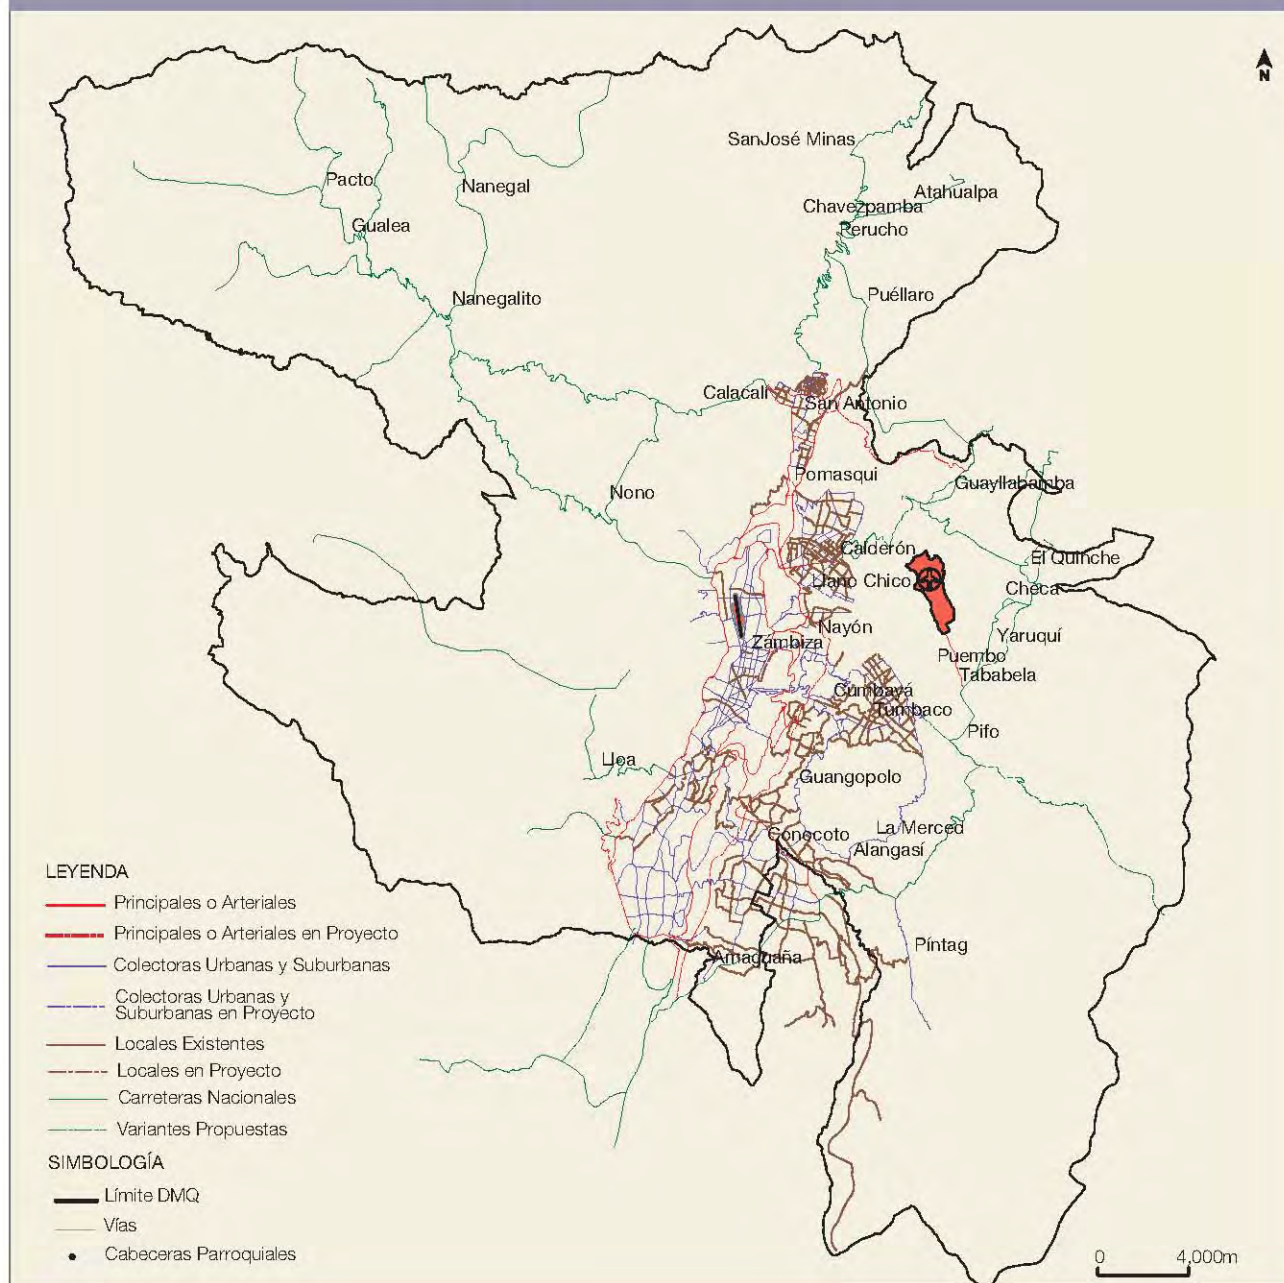 N
SanJosé Minas
Pacto
Nanegal
Atahualpa
Chavezpamba
Gualea
Perucho
Nanegalito
Puéllaro
Calacalí
San Antonio
Pomasqui
Guayllabamba
Nono
Calderón
El Quinche
Llano Chico
Checa
Nayón
Yaruquí
Zámbiza
Puembo
Tababela
Cumbayá
Tumbaco
Pifo
Lloa
Guangopolo
La Merced
Conocoto
Alangasí
Píntag
Amaguaña
LEYENDA
Principales o Arteriales
Principales o Arteriales en Proyecto
Colectoras Urbanas y Suburbanas
Colectoras Urbanas y
Suburbanas en Proyecto
Locales Existentes
Locales en Proyecto
Carreteras Nacionales
Variantes Propuestas
SIMBOLOGÍA
Límite DMQ
Vías
Cabeceras Parroquiales
0 4,000m